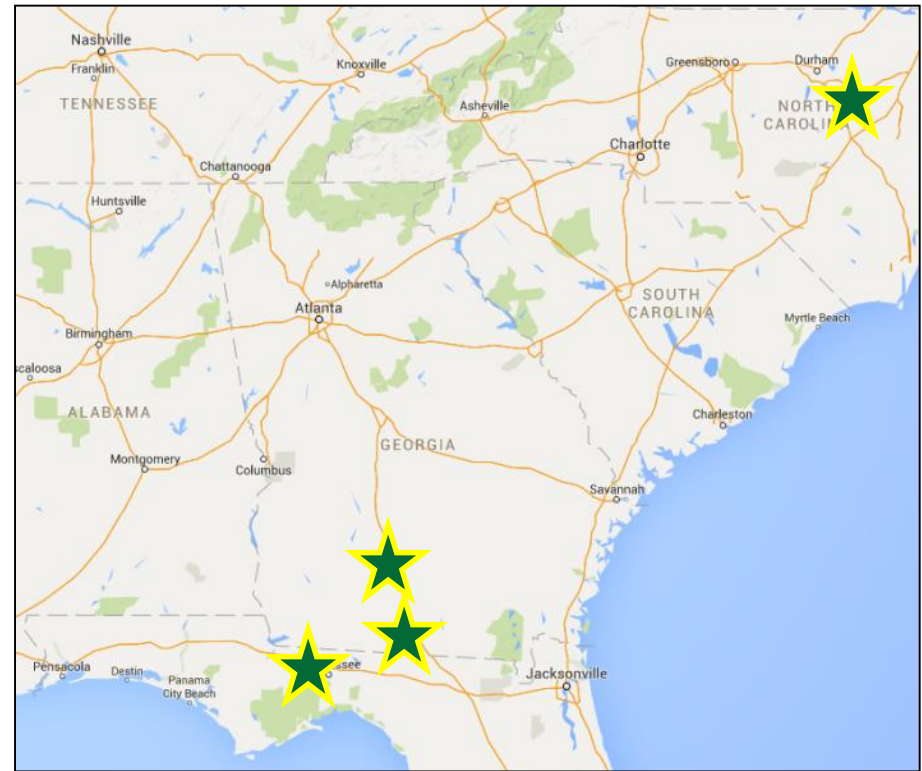 Nashville
Franklin
TENNESSEE
Knoxville
Greensboro
Durham
NORTH
Asheville
Charlotte
Chattanooga
Huntsville
Alpharetta
Atlanta
SOUTH
CAROLINA
Myrtle Beach
Birmingham
scaloosa
ALABAMA
Charleston
GEORGIA
Montgomery
Columbus
Savannah
Pensacola
Destin
Panama
City Beach
ssee
Jacksonville